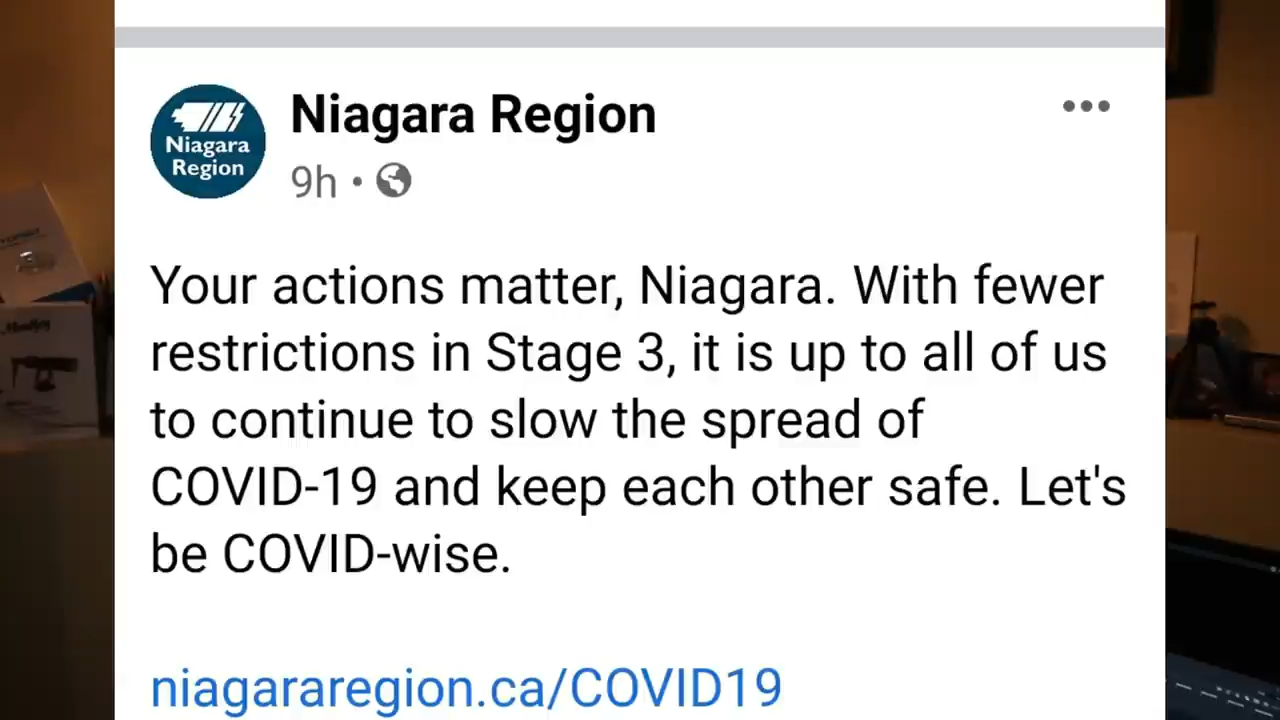 Niagara Region
Niagara
Region
9h •
Your actions matter, Niagara. With fewer
restrictions in Stage 3, it is up to all of us
to continue to slow the spread of
COVID-19 and keep each other safe. Let's
be COVID-wise.
niagararegion.ca/COVID19